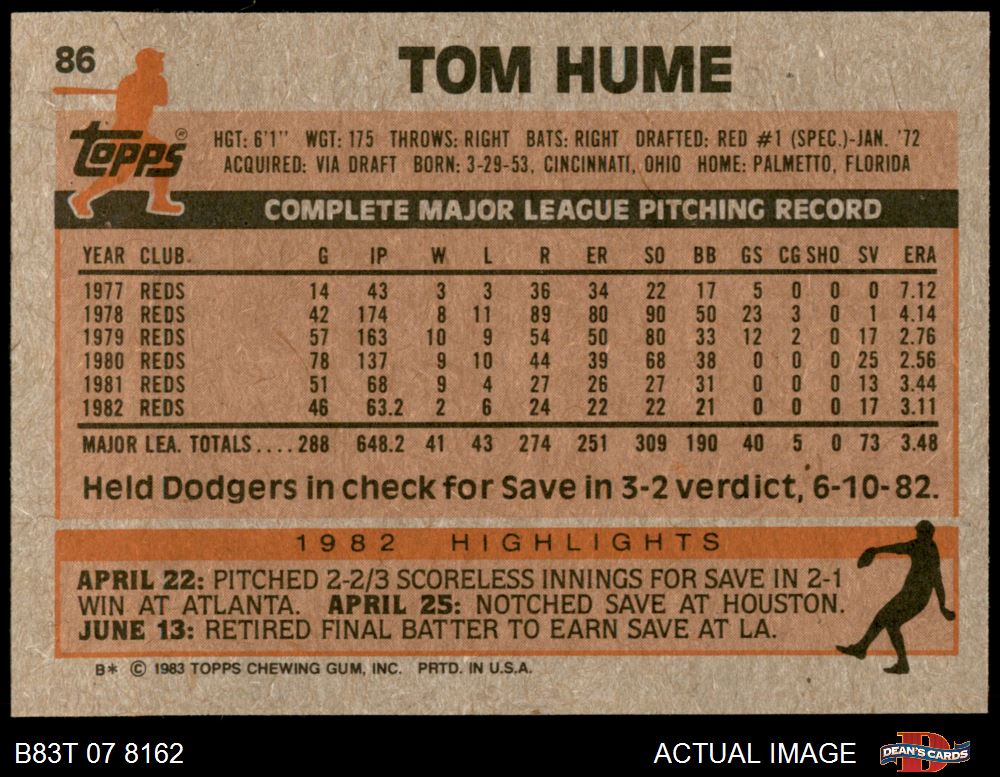 86
TOM HUME
Topps®
HGT: 6'1" WGT: 175 THROWS: RIGHT BATS: RIGHT DRAFTED: RED #1 (SPEC.)-JAN. '72
ACQUIRED: VIA DRAFT BORN: 3-29-53, CINCINNATI, OHIO HOME: PALMETTO, FLORIDA
COMPLETE MAJOR LEAGUE PITCHING RECORD
YEAR CLUB. G IP W L R ER SO BB GS CG SHO SV ERA
1977 REDS 14 43 3 3 36 34 22 17 5 0 0 0 7.12
1978 REDS 42 174 8 11 89 80 90 50 23 3 0 1 4.14
1979 REDS 57 163 10 9 54 50 80 33 12 2 0 17 2.76
1980 REDS 78 137 9 10 44 39 68 38 0 0 0 25 2.56
1981 REDS 51 68 9 4 27 26 27 31 0 0 0 13 3.44
1982 REDS 46 63.2 2 6 24 22 22 21 0 0 0 17 3.11
MAJOR LEA. TOTALS.... 288 648.2 41 43 274 251 309 190 40 5 0 73 3.48
Held Dodgers in check for Save in 3-2 verdict, 6-10-82.
1982 HIGHLIGHTS
APRIL 22: PITCHED 2-2/3 SCORELESS INNINGS FOR SAVE IN 2-1
WIN AT ATLANTA. APRIL 25: NOTCHED SAVE AT HOUSTON.
JUNE 13: RETIRED FINAL BATTER TO EARN SAVE AT LA.
B* © 1983 TOPPS CHEWING GUM, INC. PRTD. IN U.S.A.
B83T 07 8162
ACTUAL IMAGE
D
DEAN'S CARDS